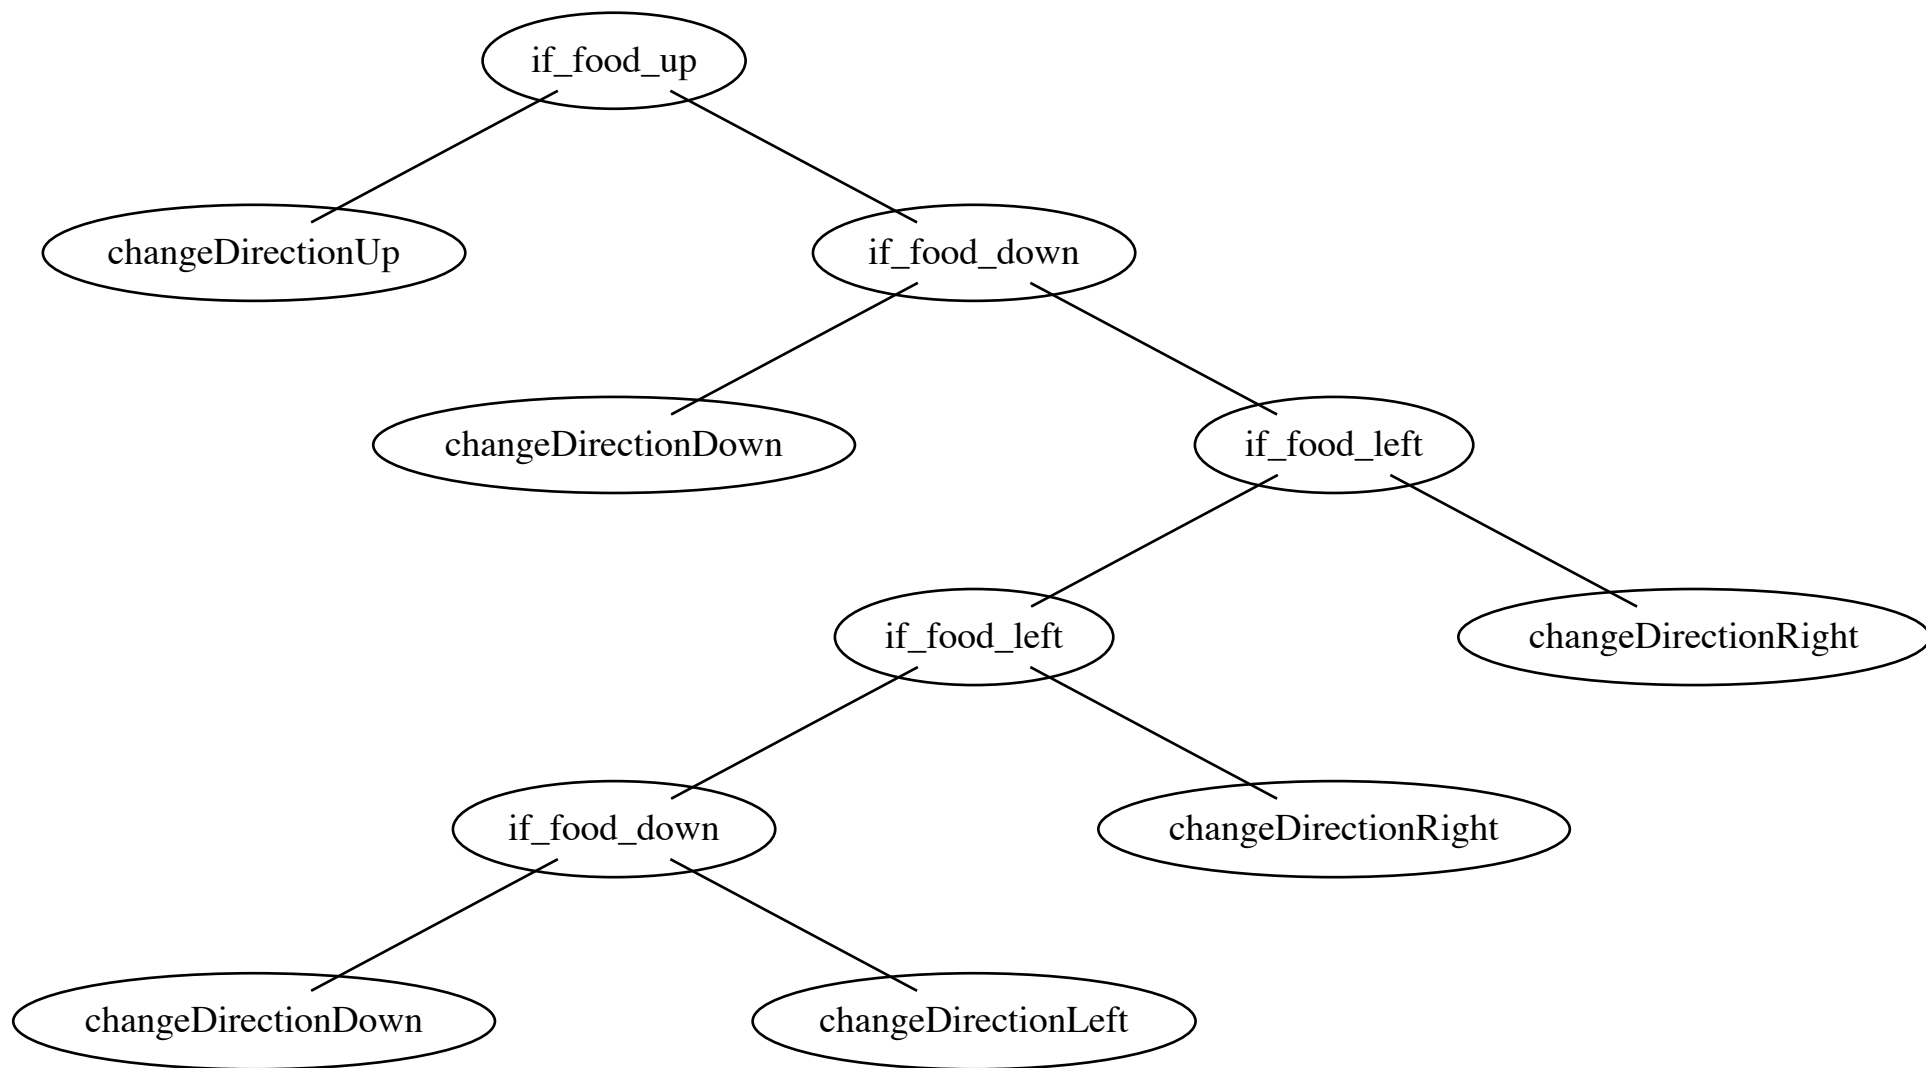 if_food_up
changeDirectionUp
if_food_down
changeDirectionDown
if_food_left
if_food_left
changeDirectionRight
if_food_down
changeDirectionRight
changeDirectionDown
changeDirectionLeft